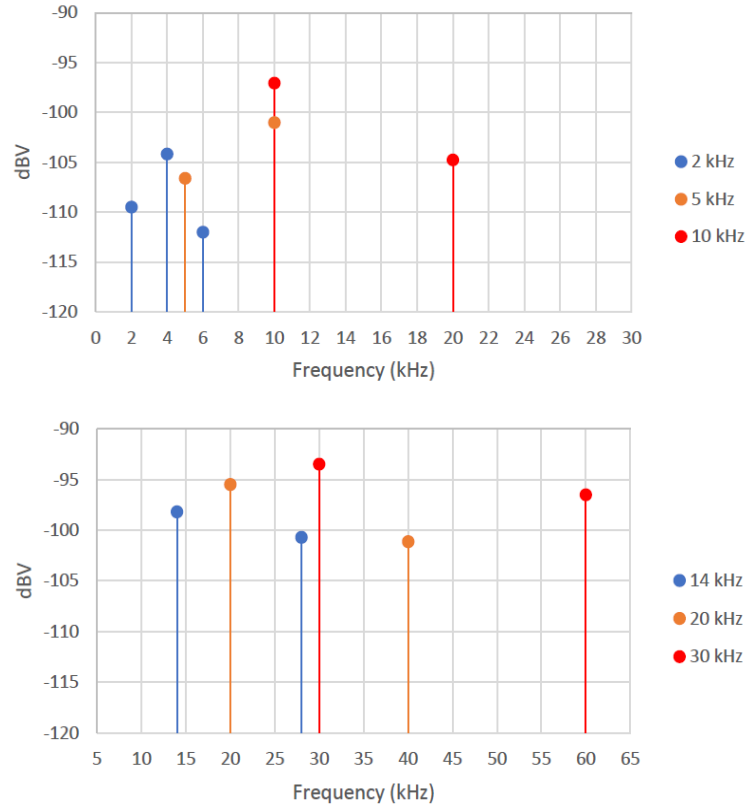 -90
-95
-100
-105
-110
-115
-120
dBV
0 2 4 6 8 10 12 14 16 18 20 22 24 26 28 30
Frequency (kHz)
2 kHz
5 kHz
10 kHz
-90
-95
-100
-105
-110
-115
-120
dBV
5 10 15 20 25 30 35 40 45 50 55 60 65
Frequency (kHz)
14 kHz
20 kHz
30 kHz